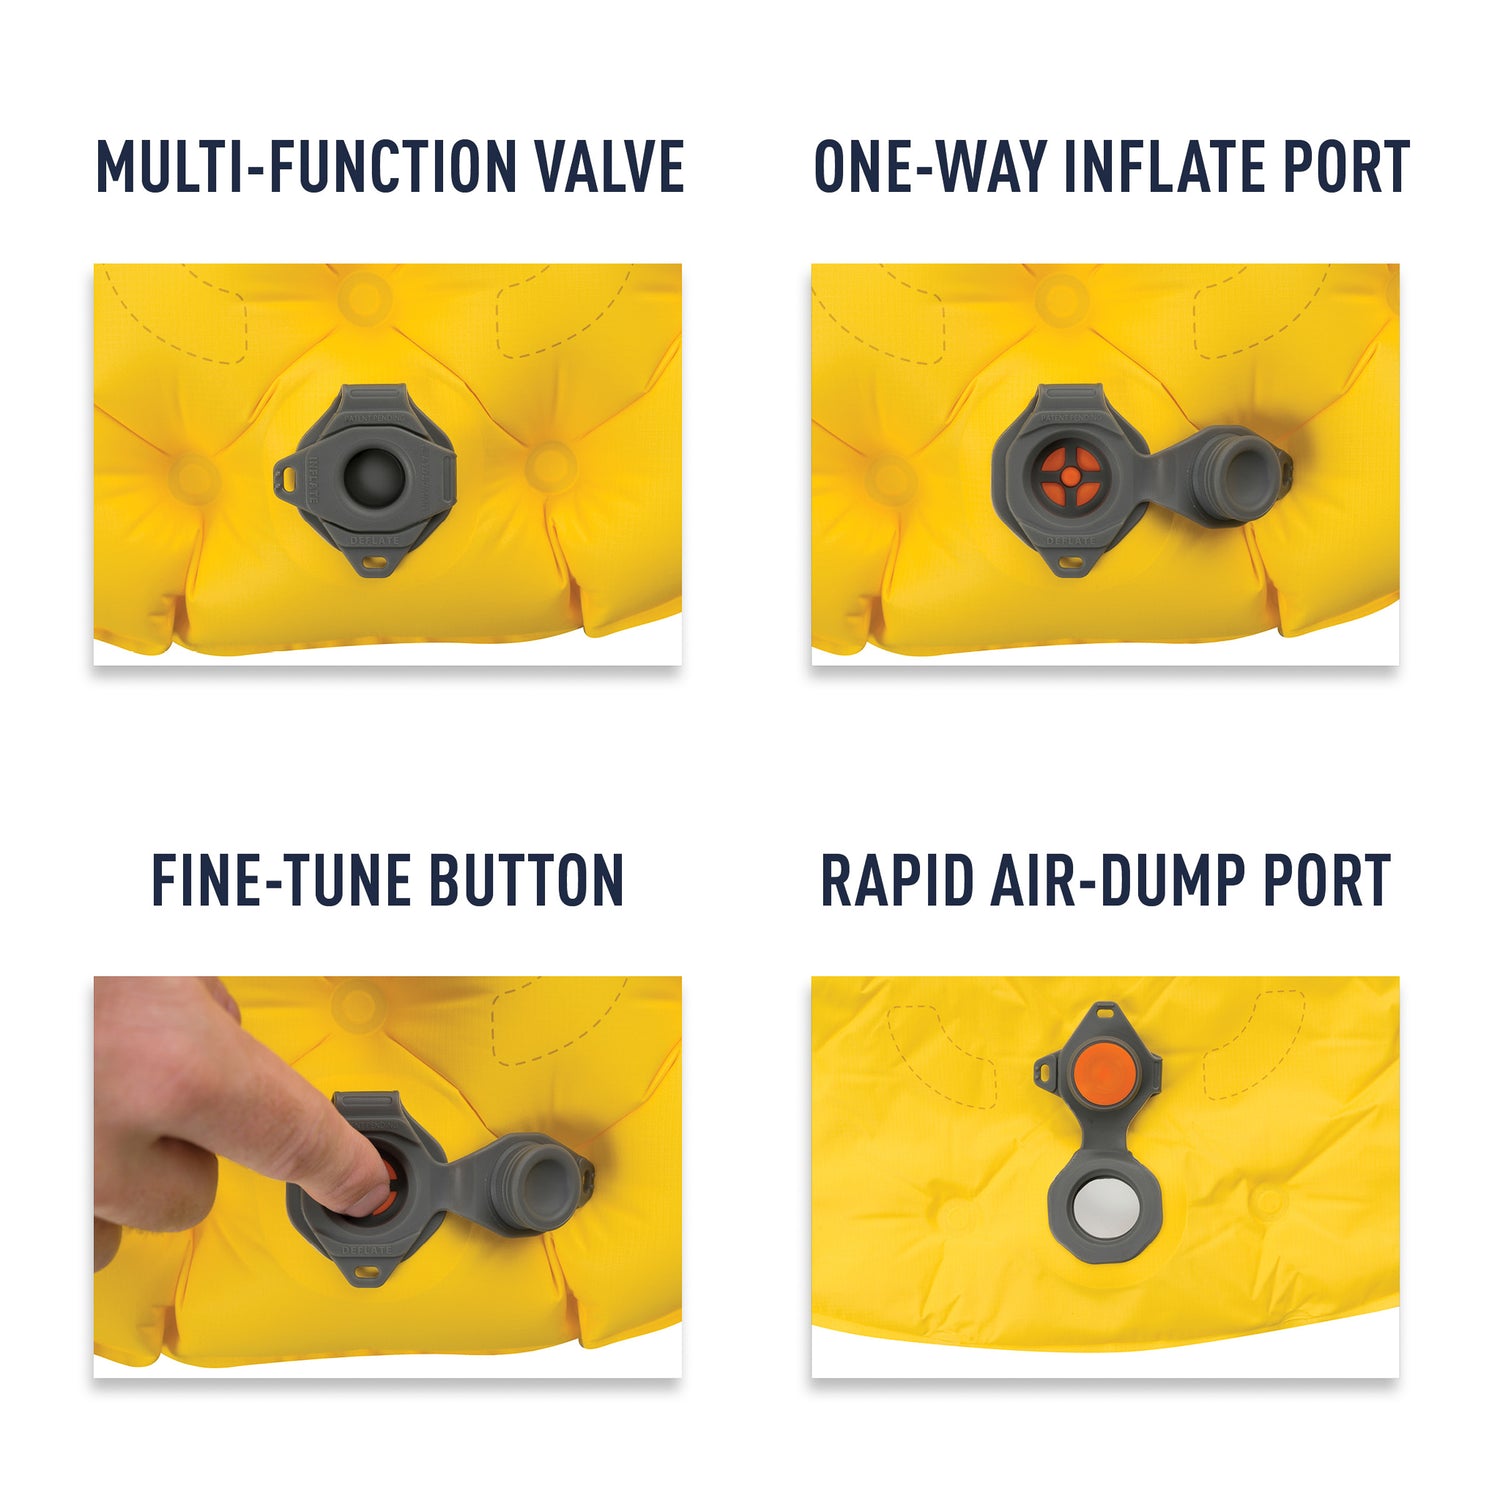 MULTI-FUNCTION VALVE
ONE-WAY INFLATE PORT
PATENT PENDING
INFLATE
DEFLATE
PATENT PENDING
DEFLATE
FINE-TUNE BUTTON
RAPID AIR-DUMP PORT
DEFLATE